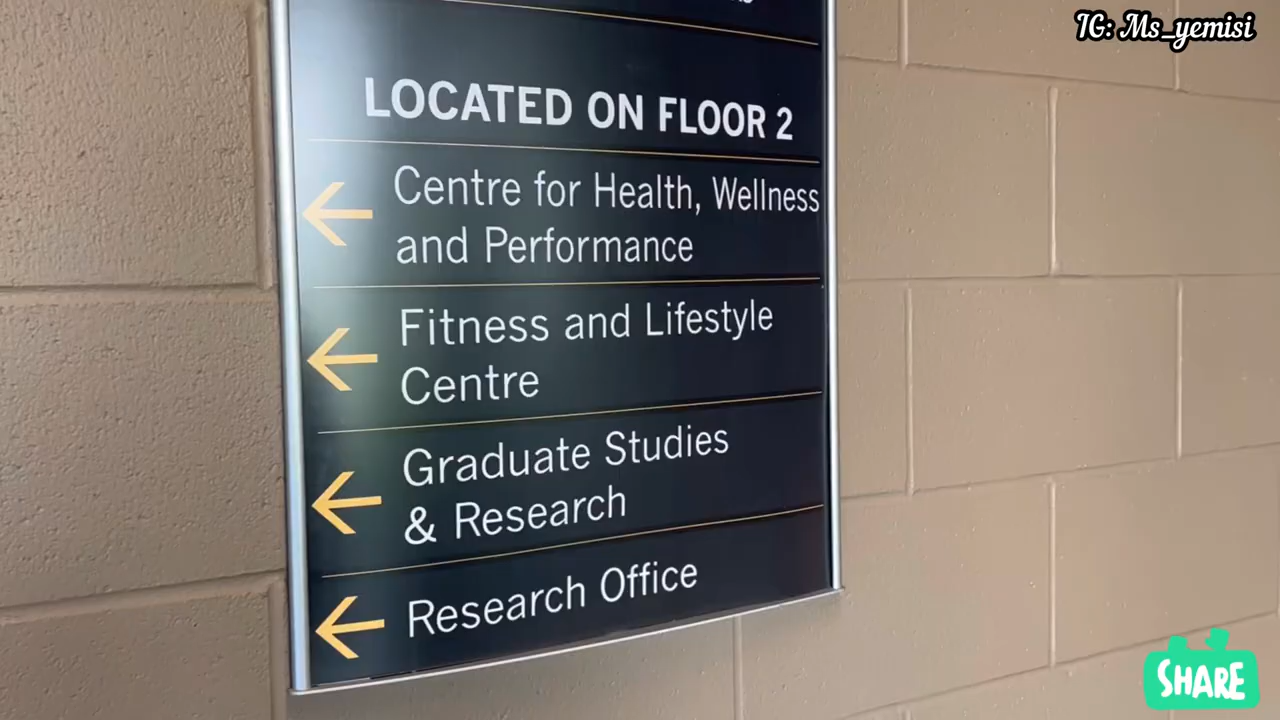 IG: Ms_yemisi
LOCATED ON FLOOR 2
Centre for Health, Wellness
and Performance
Fitness and Lifestyle
Centre
Graduate Studies
& Research
Research Office
SHARE